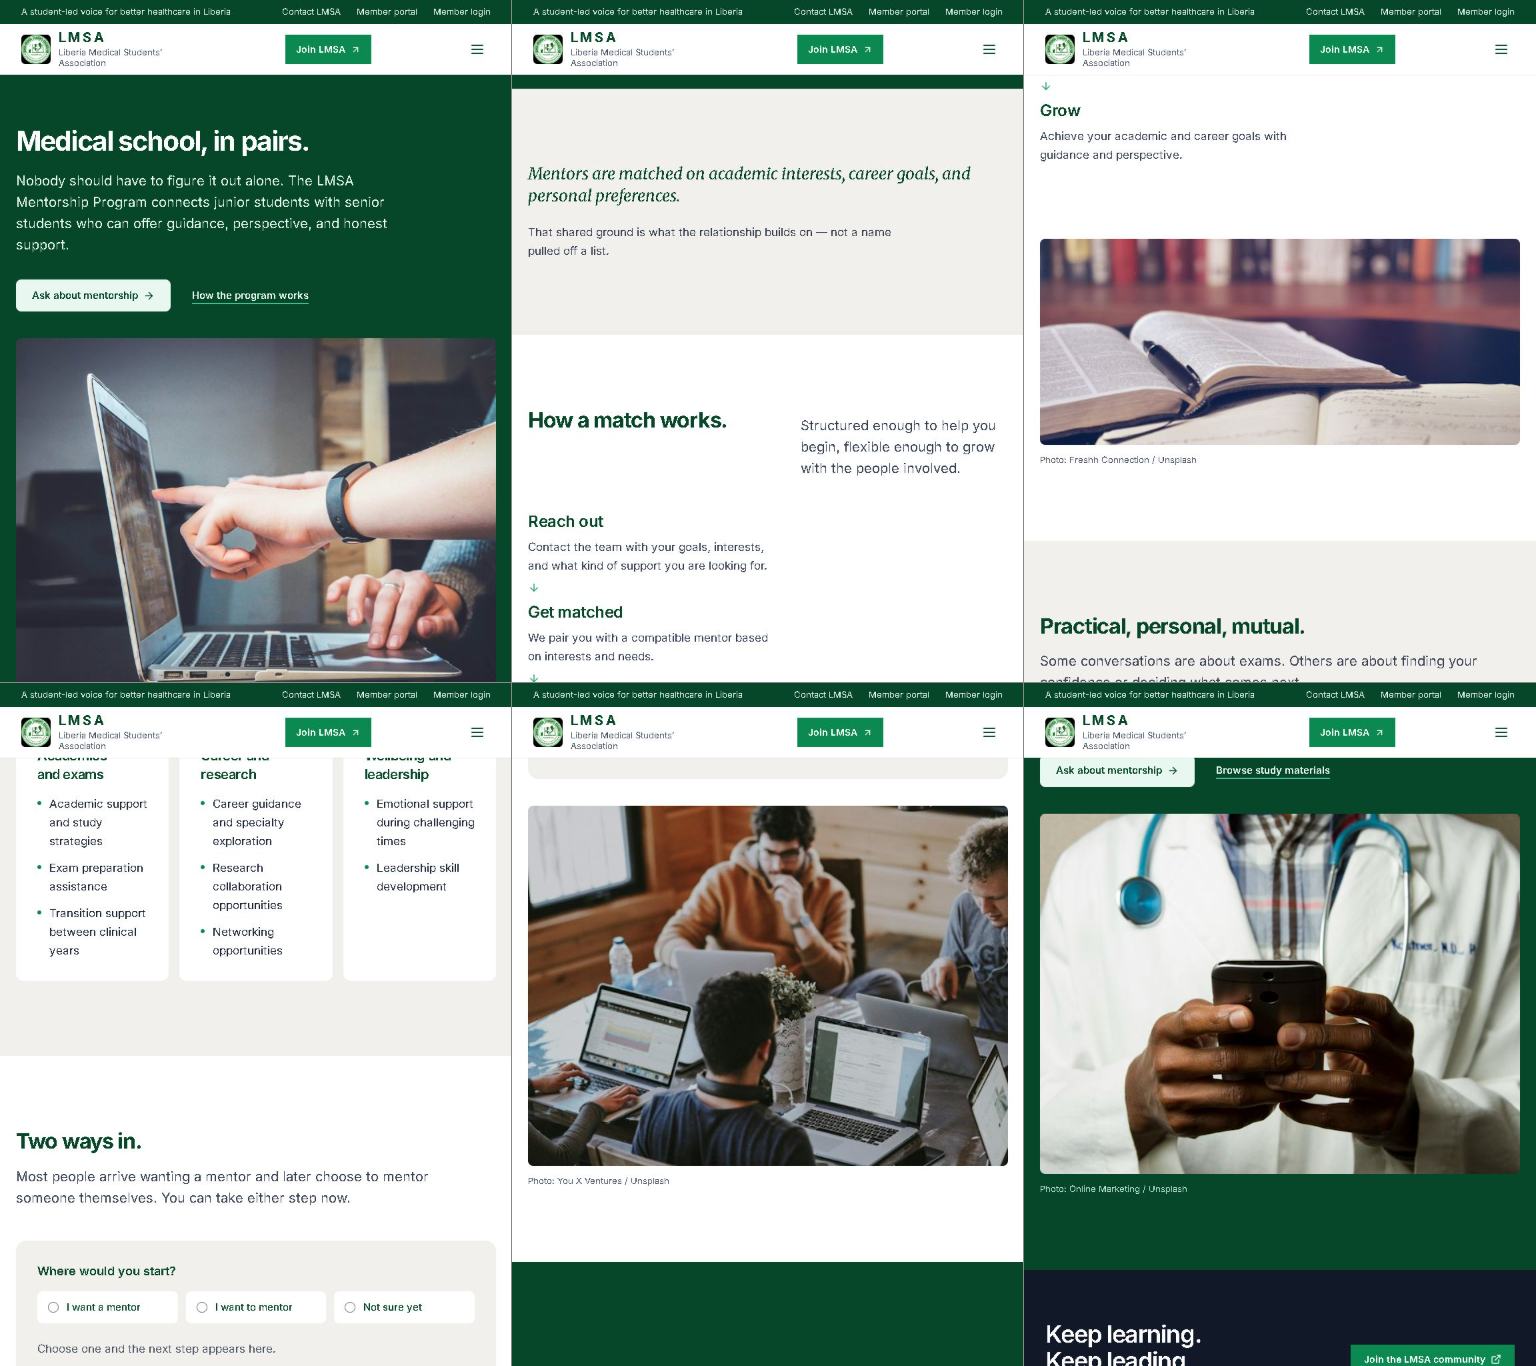 A student-led voice for better healthcare in Liberia
Contact LMSA
Member portal
Member login
LMSA
Liberia Medical Students'
Association
Join LMSA
Medical school, in pairs.
Nobody should have to figure it out alone. The LMSA
Mentorship Program connects junior students with senior
students who can offer guidance, perspective, and honest
support.
Ask about mentorship →
How the program works
A student-led voice for better healthcare in Liberia
Contact LMSA
Member portal
Member login
LMSA
Liberia Medical Students'
Association
Join LMSA
Mentors are matched on academic interests, career goals, and
personal preferences.
That shared ground is what the relationship builds on — not a name
pulled off a list.
How a match works.
Structured enough to help you
begin, flexible enough to grow
with the people involved.
Reach out
Contact the team with your goals, interests,
and what kind of support you are looking for.
↓
Get matched
We pair you with a compatible mentor based
on interests and needs.
↓
A student-led voice for better healthcare in Liberia
Contact LMSA
Member portal
Member login
LMSA
Liberia Medical Students'
Association
Join LMSA
↓
Grow
Achieve your academic and career goals with
guidance and perspective.
Photo: Freshh Connection / Unsplash
Practical, personal, mutual.
Some conversations are about exams. Others are about finding your
confidence or deciding what comes next.
A student-led voice for better healthcare in Liberia
Contact LMSA
Member portal
Member login
LMSA
Liberia Medical Students'
Association
Join LMSA
Academics
and exams
• Academic support
and study
strategies
• Exam preparation
assistance
• Transition support
between clinical
years
Career and
research
• Career guidance
and specialty
exploration
• Research
collaboration
opportunities
• Networking
opportunities
Wellbeing and
leadership
• Emotional support
during challenging
times
• Leadership skill
development
Two ways in.
Most people arrive wanting a mentor and later choose to mentor
someone themselves. You can take either step now.
Where would you start?
I want a mentor
I want to mentor
Not sure yet
Choose one and the next step appears here.
A student-led voice for better healthcare in Liberia
Contact LMSA
Member portal
Member login
LMSA
Liberia Medical Students'
Association
Join LMSA
Photo: You X Ventures / Unsplash
A student-led voice for better healthcare in Liberia
Contact LMSA
Member portal
Member login
LMSA
Liberia Medical Students'
Association
Join LMSA
Ask about mentorship →
Browse study materials
M.D.
Photo: Online Marketing / Unsplash
Keep learning.
Keep leading
Join the LMSA community